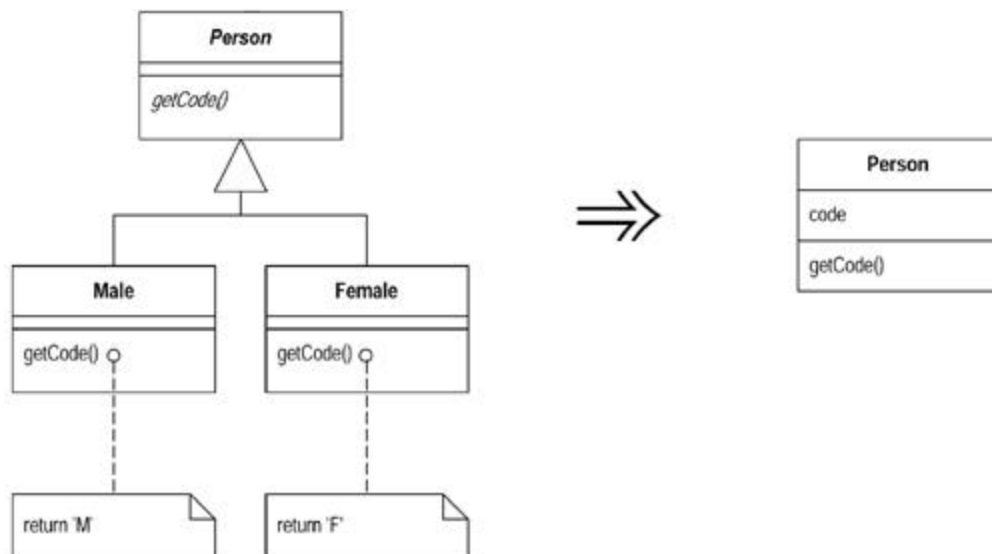 Person
getCode()
Male
getCode()
return 'M'
Female
getCode()
return 'F'
Person
code
getCode()